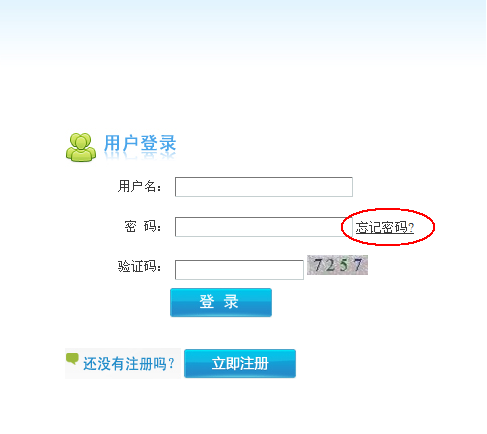 用户登录
用户名：
密 码： 忘记密码?
验证码： 7257
登 录
还没有注册吗？ 立即注册